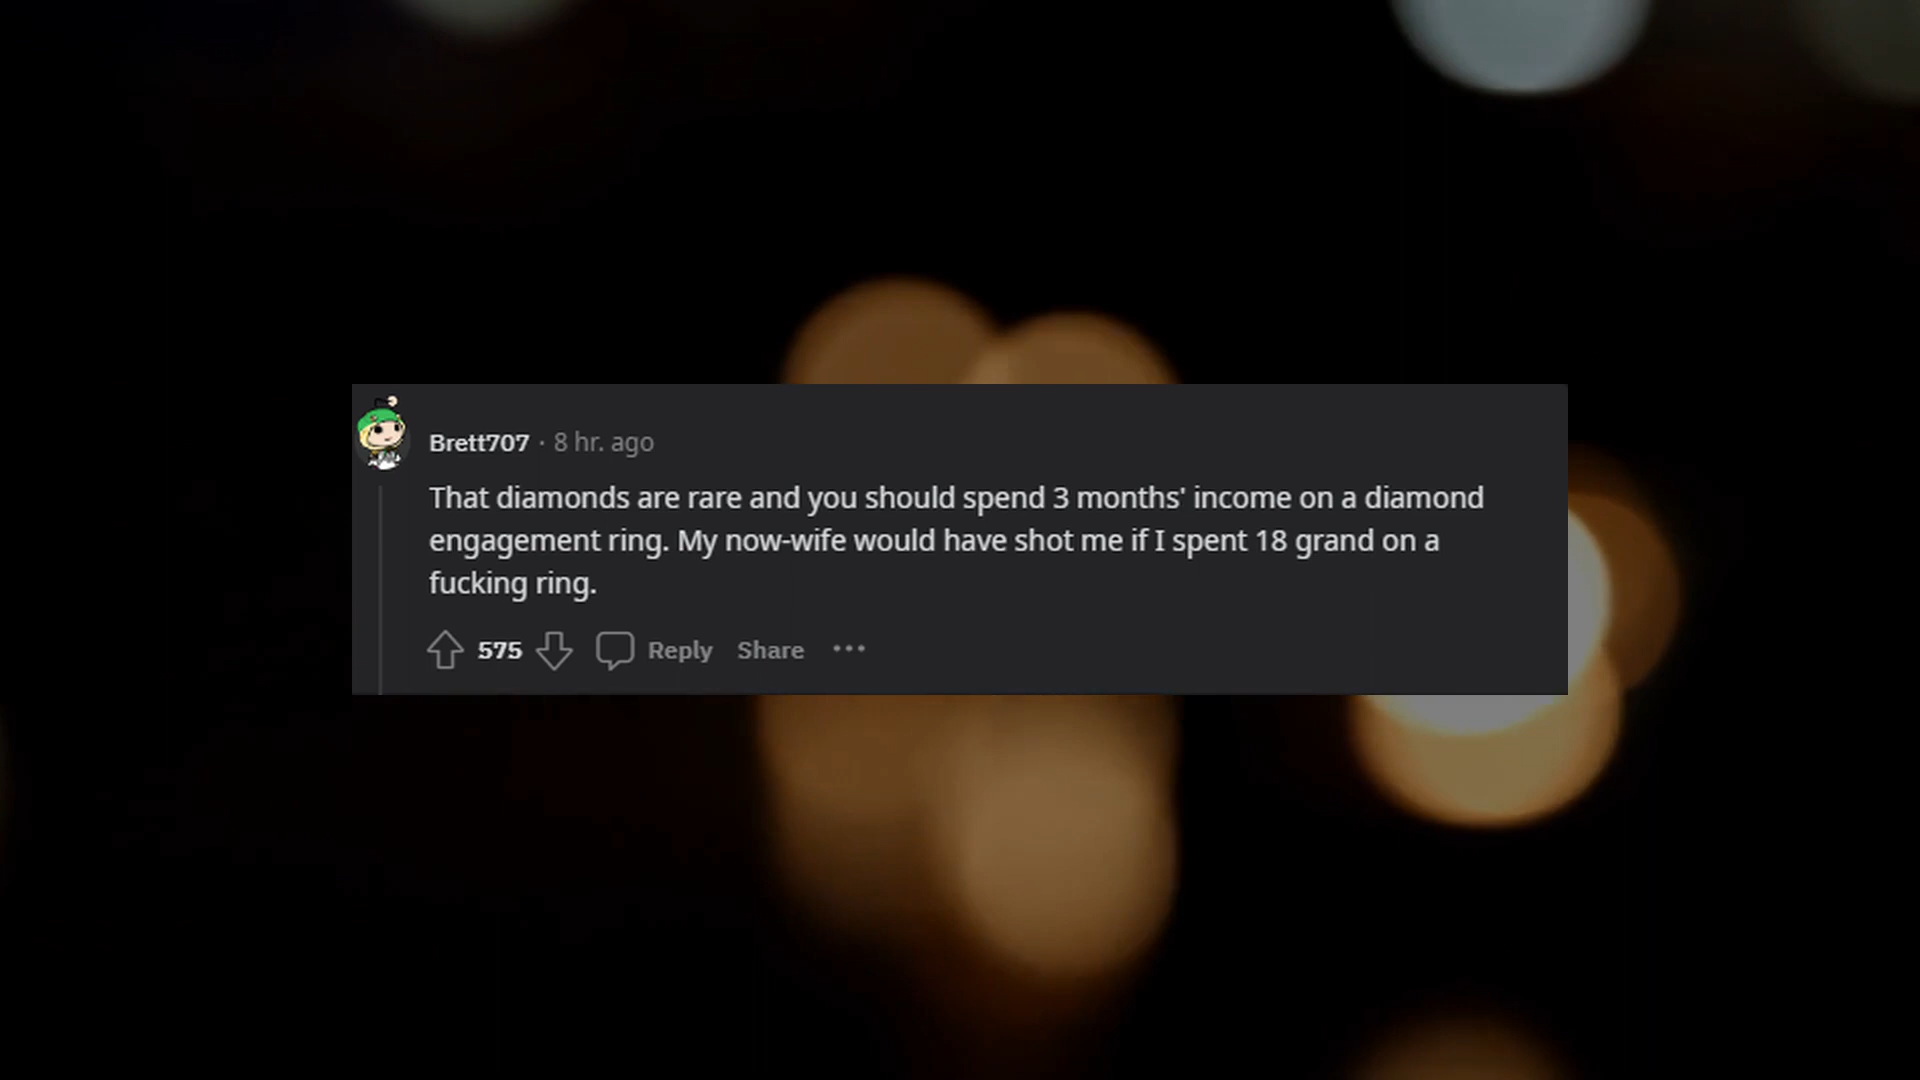 Brett707 · 8 hr. ago
That diamonds are rare and you should spend 3 months' income on a diamond
engagement ring. My now-wife would have shot me if I spent 18 grand on a
fucking ring.
575 Reply Share ···